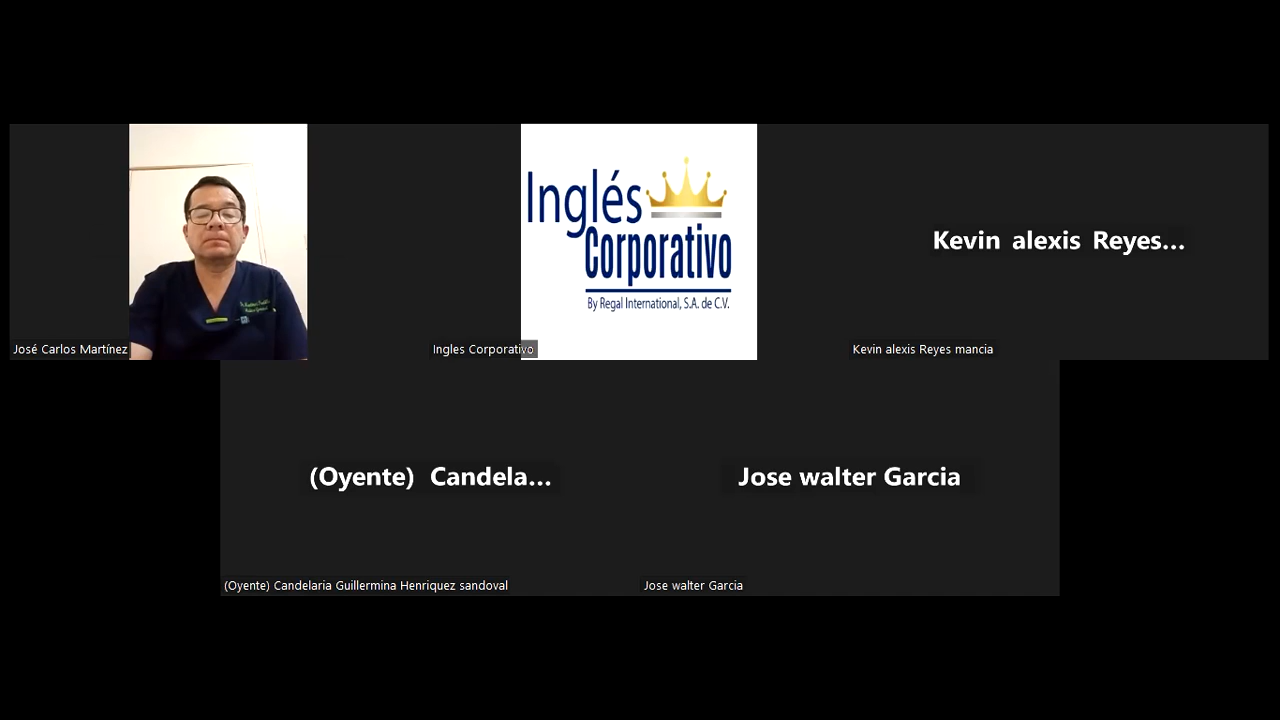 Inglés
Corporativo
By Regal International, S.A. de C.V.
Kevin alexis Reyes...
José Carlos Martínez
Ingles Corporativo
Kevin alexis Reyes mancia
(Oyente) Candela...
Jose walter Garcia
(Oyente) Candelaria Guillermina Henriquez sandoval
Jose walter Garcia